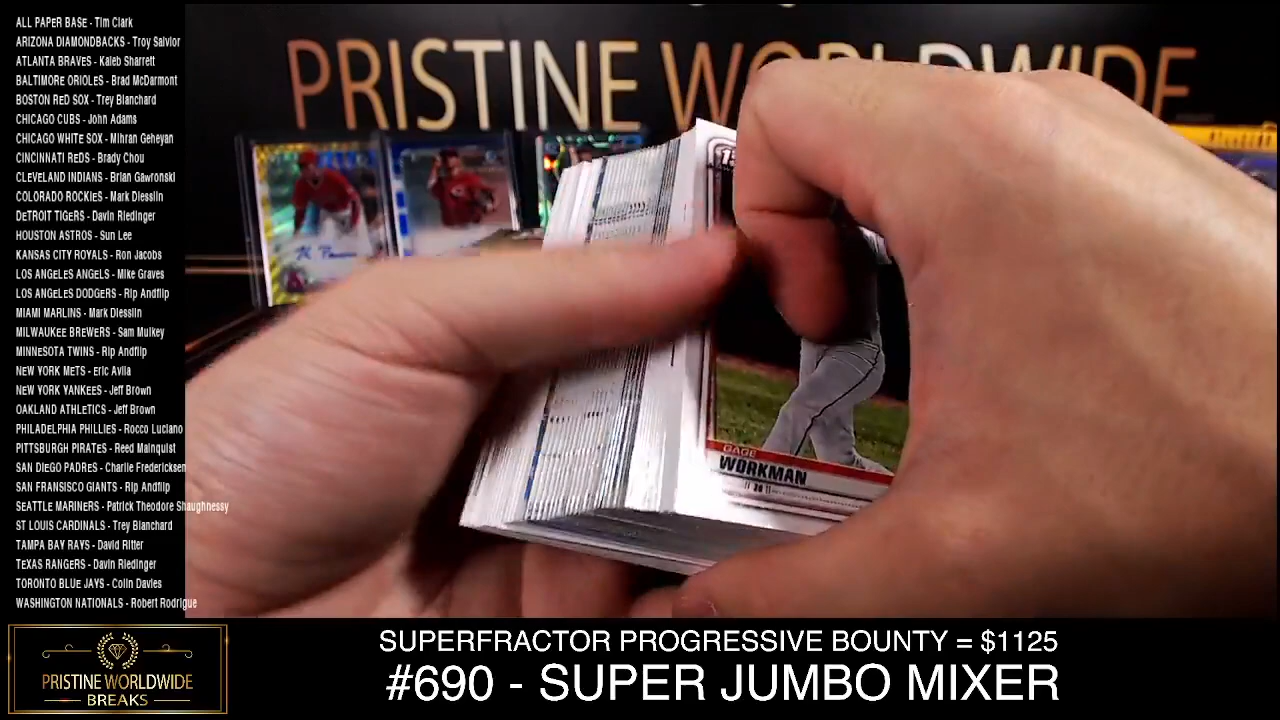 ALL PAPER BASE - Tim Clark
ARIZONA DIAMONDBACKS - Troy Salvior
ATLANTA BRAVES - Kaleb Sharrett
BALTIMORE ORIOLES - Brad McDarmont
BOSTON RED SOX - Trey Blanchard
CHICAGO CUBS - John Adams
CHICAGO WHITE SOX - Mihran Geheyan
CINCINNATI REDS - Brady Chou
CLEVELAND INDIANS - Brian Gawronski
COLORADO ROCKIES - Mark Diesslin
DETROIT TIGERS - Davin Riedinger
HOUSTON ASTROS - Sun Lee
KANSAS CITY ROYALS - Ron Jacobs
LOS ANGELES ANGELS - Mike Graves
LOS ANGELES DODGERS - Rip Andflip
MIAMI MARLINS - Mark Diesslin
MILWAUKEE BREWERS - Sam Mulkey
MINNESOTA TWINS - Rip Andflip
NEW YORK METS - Eric Avila
NEW YORK YANKEES - Jeff Brown
OAKLAND ATHLETICS - Jeff Brown
PHILADELPHIA PHILLIES - Rocco Luciano
PITTSBURGH PIRATES - Reed Mainquist
SAN DIEGO PADRES - Charlie Fredericksen
SAN FRANSISCO GIANTS - Rip Andflip
SEATTLE MARINERS - Patrick Theodore Shaughnessy
ST LOUIS CARDINALS - Trey Blanchard
TAMPA BAY RAYS - David Ritter
TEXAS RANGERS - Davin Riedinger
TORONTO BLUE JAYS - Colin Davies
WASHINGTON NATIONALS - Robert Rodrigue
PRISTINE WORLDWIDE
GAGE
WORKMAN
PRISTINE WORLDWIDE
BREAKS
SUPERFRACTOR PROGRESSIVE BOUNTY = $1125
#690 - SUPER JUMBO MIXER